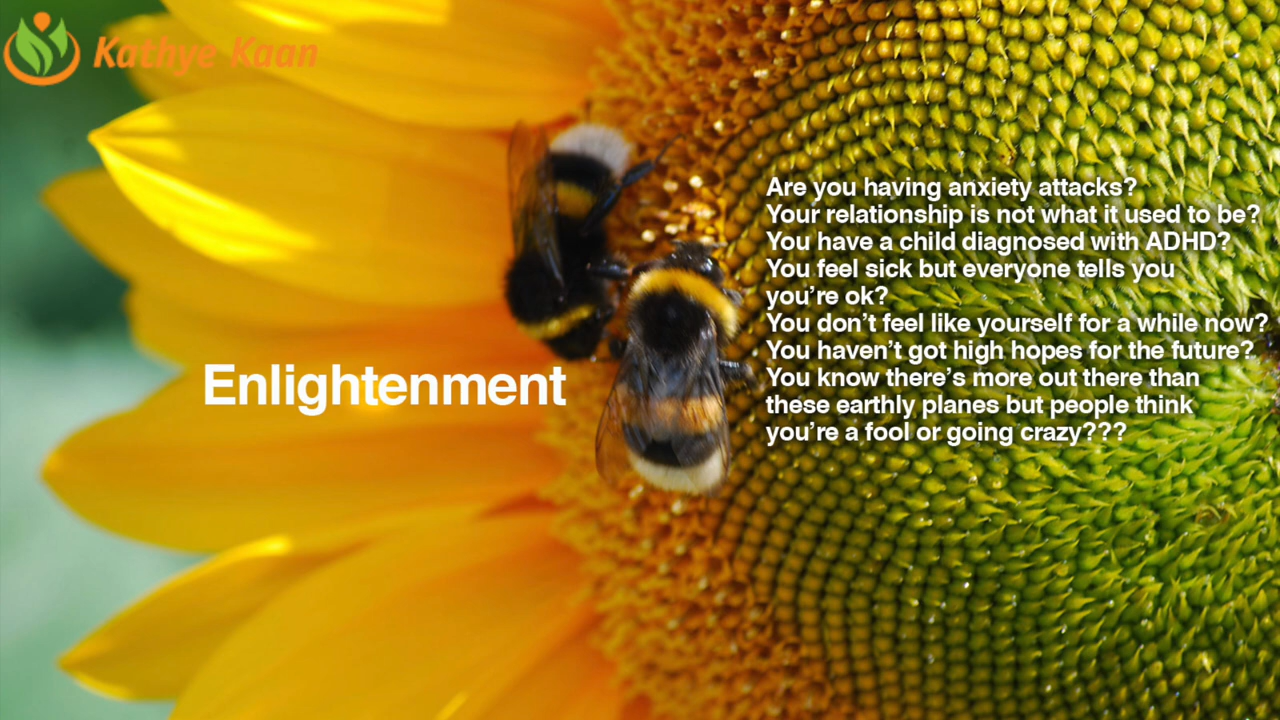 Kathye Kaan
Enlightenment
Are you having anxiety attacks?
Your relationship is not what it used to be?
You have a child diagnosed with ADHD?
You feel sick but everyone tells you
you’re ok?
You don’t feel like yourself for a while now?
You haven’t got high hopes for the future?
You know there’s more out there than
these earthly planes but people think
you’re a fool or going crazy???